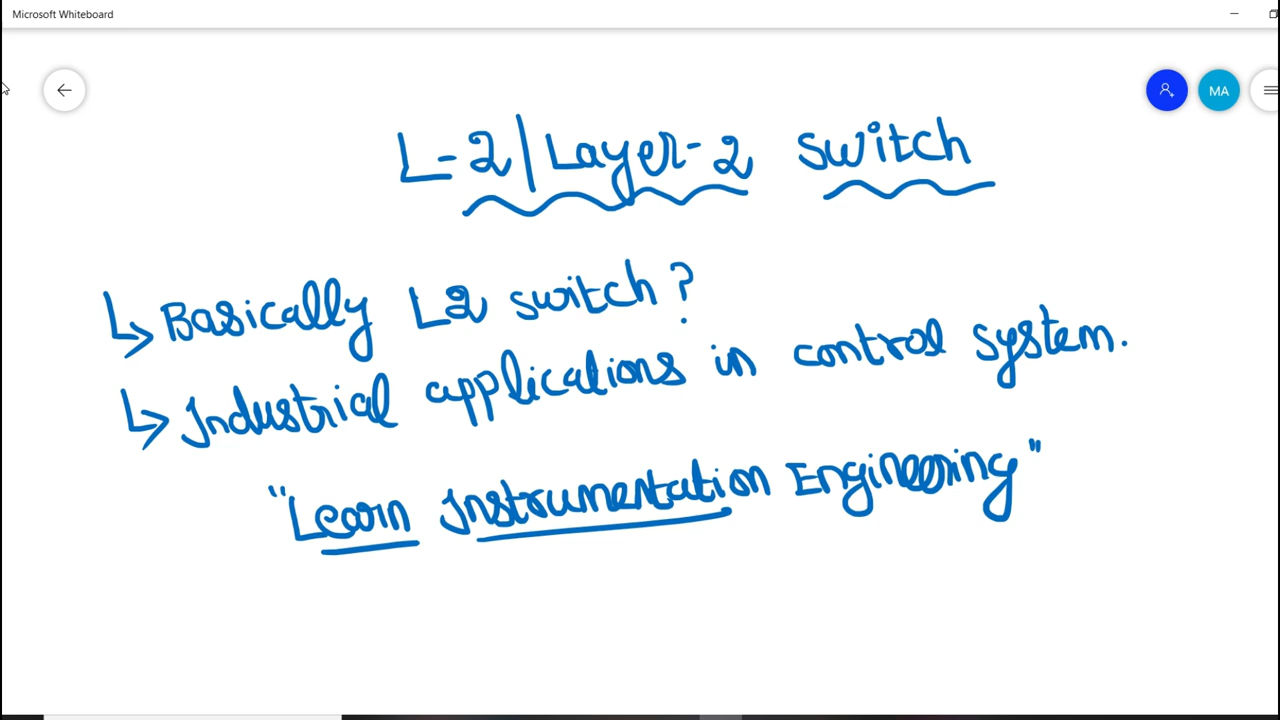 Microsoft Whiteboard
MA
L-2/Layer-2 switch
↳ Basically L2 switch?
↳ Industrial applications in control system.
"Learn Instrumentation Engineering"